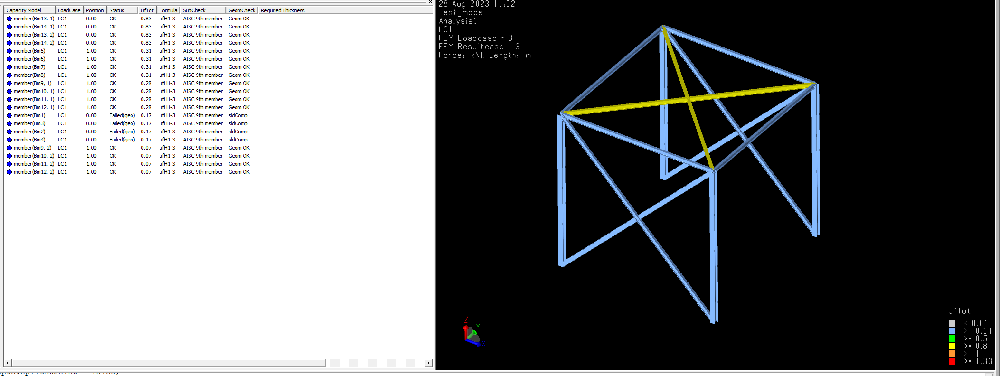 Capacity Model LoadCase Position Status UfTot Formula SubCheck GeomCheck Required Thickness
member(Bm13, 1) LC1 0.00 OK 0.83 ufH1-3 AISC 9th member Geom OK
member(Bm14, 1) LC1 0.00 OK 0.83 ufH1-3 AISC 9th member Geom OK
member(Bm13, 2) LC1 0.00 OK 0.83 ufH1-3 AISC 9th member Geom OK
member(Bm14, 2) LC1 0.00 OK 0.83 ufH1-3 AISC 9th member Geom OK
member(Bm5) LC1 1.00 OK 0.31 ufH1-3 AISC 9th member Geom OK
member(Bm6) LC1 1.00 OK 0.31 ufH1-3 AISC 9th member Geom OK
member(Bm7) LC1 1.00 OK 0.31 ufH1-3 AISC 9th member Geom OK
member(Bm8) LC1 1.00 OK 0.31 ufH1-3 AISC 9th member Geom OK
member(Bm9, 1) LC1 1.00 OK 0.28 ufH1-3 AISC 9th member Geom OK
member(Bm10, 1) LC1 1.00 OK 0.28 ufH1-3 AISC 9th member Geom OK
member(Bm11, 1) LC1 1.00 OK 0.28 ufH1-3 AISC 9th member Geom OK
member(Bm12, 1) LC1 1.00 OK 0.28 ufH1-3 AISC 9th member Geom OK
member(Bm1) LC1 0.00 Failed(geo) 0.17 ufH1-3 AISC 9th member sldComp
member(Bm3) LC1 0.00 Failed(geo) 0.17 ufH1-3 AISC 9th member sldComp
member(Bm2) LC1 0.00 Failed(geo) 0.17 ufH1-3 AISC 9th member sldComp
member(Bm4) LC1 0.00 Failed(geo) 0.17 ufH1-3 AISC 9th member sldComp
member(Bm9, 2) LC1 1.00 OK 0.07 ufH1-3 AISC 9th member Geom OK
member(Bm10, 2) LC1 1.00 OK 0.07 ufH1-3 AISC 9th member Geom OK
member(Bm11, 2) LC1 1.00 OK 0.07 ufH1-3 AISC 9th member Geom OK
member(Bm12, 2) LC1 1.00 OK 0.07 ufH1-3 AISC 9th member Geom OK
28 Aug 2023 11:02
Test_model
Analysis1
LC1
FEM Loadcase = 3
FEM Resultcase = 3
Force: [kN], Length: [m]
Z
Y
X
UfTot
< 0.01
>= 0.01
>= 0.5
>= 0.8
>= 1
>= 1.33